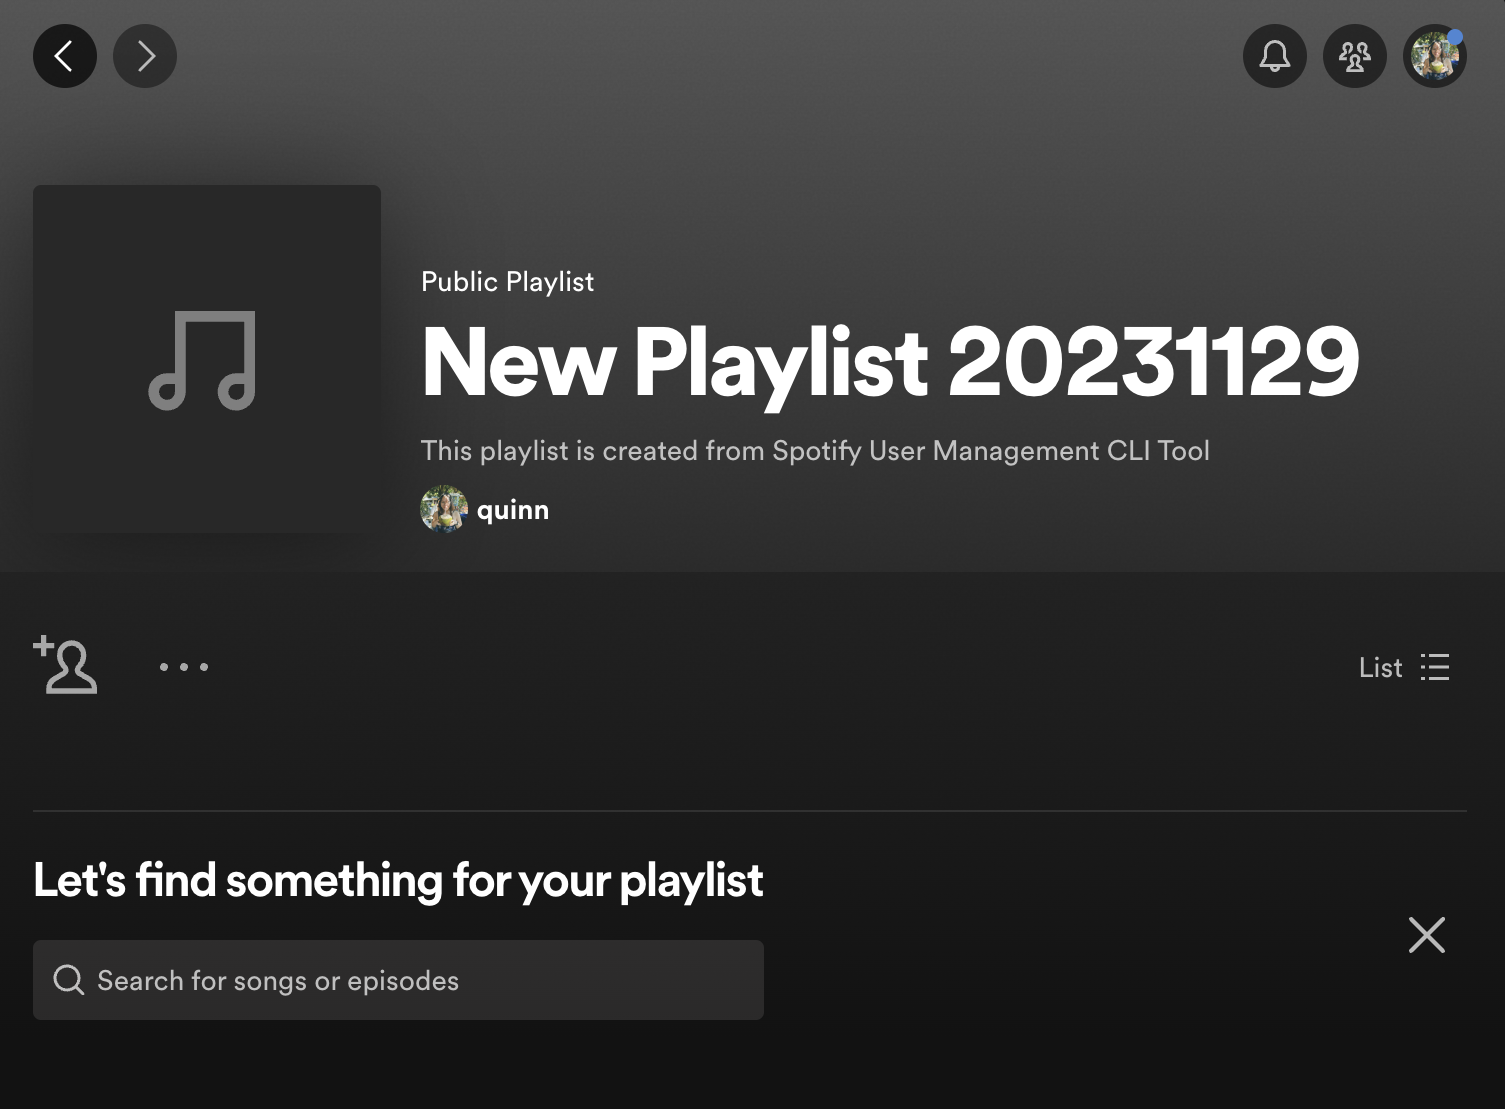 Public Playlist
New Playlist 20231129
This playlist is created from Spotify User Management CLI Tool
quinn
List
Let's find something for your playlist
Search for songs or episodes